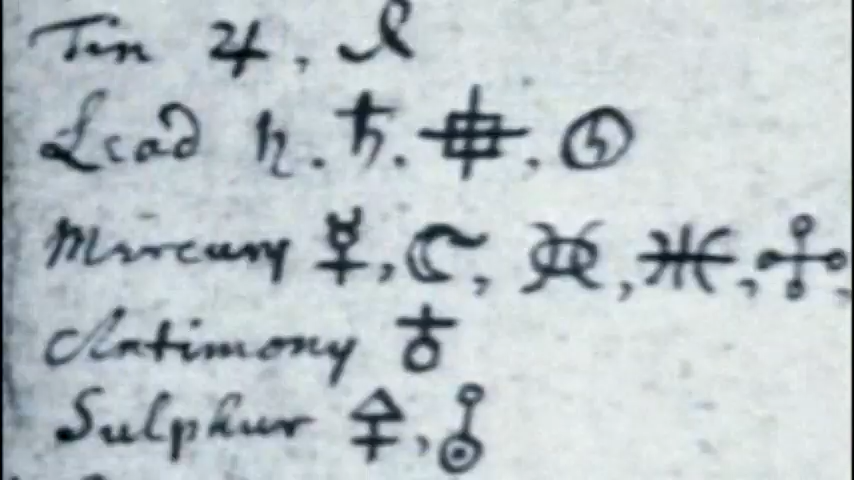 Tin ♃, 
Lead ♄. ♄. 
Mercury ☿, 
Antimony ♁
Sulphur 🜍,